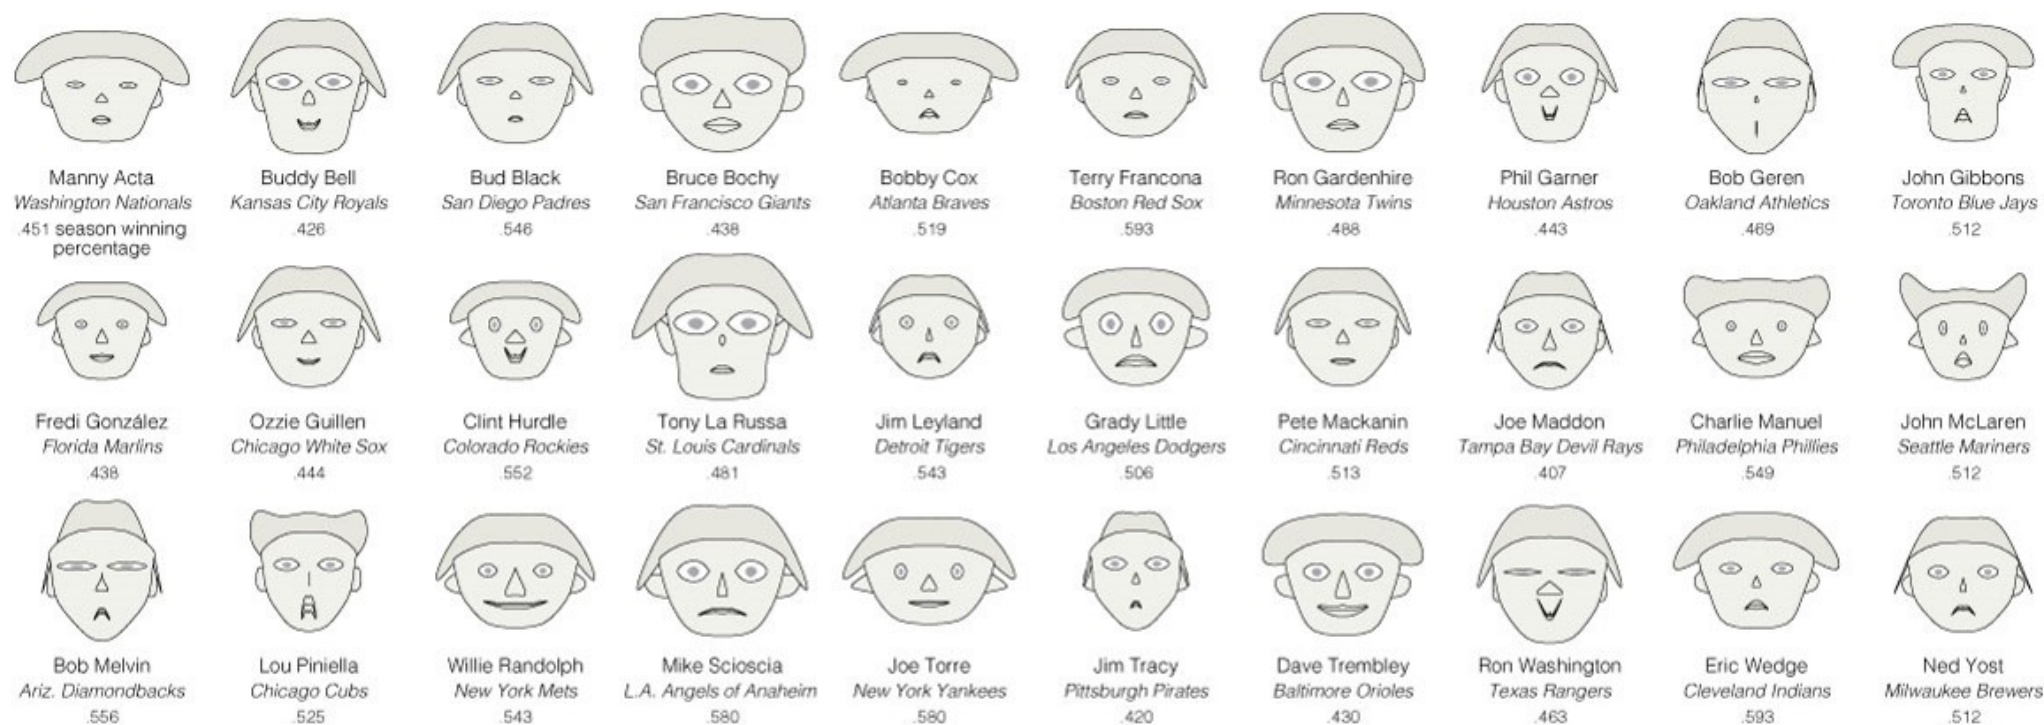 Manny Acta
Washington Nationals
.451 season winning
percentage
Buddy Bell
Kansas City Royals
.426
Bud Black
San Diego Padres
.546
Bruce Bochy
San Francisco Giants
.438
Bobby Cox
Atlanta Braves
.519
Terry Francona
Boston Red Sox
.593
Ron Gardenhire
Minnesota Twins
.488
Phil Garner
Houston Astros
.443
Bob Geren
Oakland Athletics
.469
John Gibbons
Toronto Blue Jays
.512
Fredi González
Florida Marlins
.438
Ozzie Guillen
Chicago White Sox
.444
Clint Hurdle
Colorado Rockies
.552
Tony La Russa
St. Louis Cardinals
.481
Jim Leyland
Detroit Tigers
.543
Grady Little
Los Angeles Dodgers
.506
Pete Mackanin
Cincinnati Reds
.513
Joe Maddon
Tampa Bay Devil Rays
.407
Charlie Manuel
Philadelphia Phillies
.549
John McLaren
Seattle Mariners
.512
Bob Melvin
Ariz. Diamondbacks
.556
Lou Piniella
Chicago Cubs
.525
Willie Randolph
New York Mets
.543
Mike Scioscia
L.A. Angels of Anaheim
.580
Joe Torre
New York Yankees
.580
Jim Tracy
Pittsburgh Pirates
.420
Dave Trembley
Baltimore Orioles
.430
Ron Washington
Texas Rangers
.463
Eric Wedge
Cleveland Indians
.593
Ned Yost
Milwaukee Brewers
.512